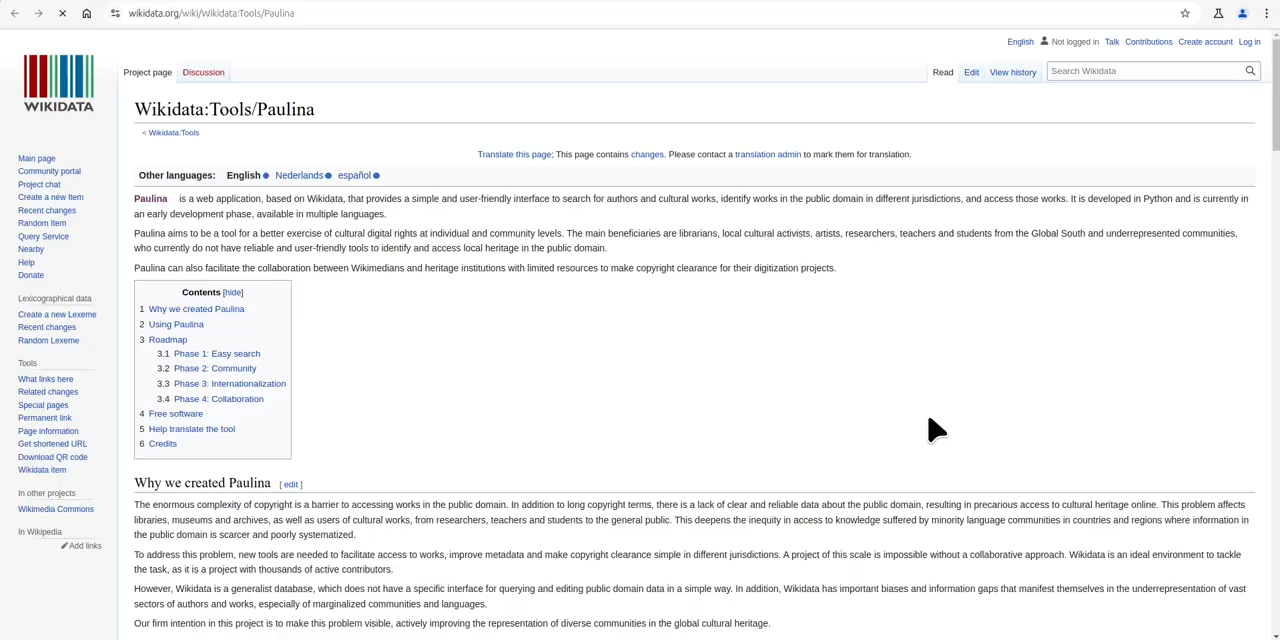 wikidata.org/wiki/Wikidata:Tools/Paulina
English Not logged in Talk Contributions Create account Log in
Project page Discussion Read Edit View history Search Wikidata
WIKIDATA
Wikidata:Tools/Paulina
< Wikidata:Tools
Translate this page; This page contains changes. Please contact a translation admin to mark them for translation.
Other languages: English Nederlands español
Paulina is a web application, based on Wikidata, that provides a simple and user-friendly interface to search for authors and cultural works, identify works in the public domain in different jurisdictions, and access those works. It is developed in Python and is currently in
an early development phase, available in multiple languages.
Paulina aims to be a tool for a better exercise of cultural digital rights at individual and community levels. The main beneficiaries are librarians, local cultural activists, artists, researchers, teachers and students from the Global South and underrepresented communities,
who currently do not have reliable and user-friendly tools to identify and access local heritage in the public domain.
Paulina can also facilitate the collaboration between Wikimedians and heritage institutions with limited resources to make copyright clearance for their digitization projects.
Contents [hide]
1 Why we created Paulina
2 Using Paulina
3 Roadmap
3.1 Phase 1: Easy search
3.2 Phase 2: Community
3.3 Phase 3: Internationalization
3.4 Phase 4: Collaboration
4 Free software
5 Help translate the tool
6 Credits
Why we created Paulina [ edit ]
The enormous complexity of copyright is a barrier to accessing works in the public domain. In addition to long copyright terms, there is a lack of clear and reliable data about the public domain, resulting in precarious access to cultural heritage online. This problem affects
libraries, museums and archives, as well as users of cultural works, from researchers, teachers and students to the general public. This deepens the inequity in access to knowledge suffered by minority language communities in countries and regions where information in
the public domain is scarcer and poorly systematized.
To address this problem, new tools are needed to facilitate access to works, improve metadata and make copyright clearance simple in different jurisdictions. A project of this scale is impossible without a collaborative approach. Wikidata is an ideal environment to tackle
the task, as it is a project with thousands of active contributors.
However, Wikidata is a generalist database, which does not have a specific interface for querying and editing public domain data in a simple way. In addition, Wikidata has important biases and information gaps that manifest themselves in the underrepresentation of vast
sectors of authors and works, especially of marginalized communities and languages.
Our firm intention in this project is to make this problem visible, actively improving the representation of diverse communities in the global cultural heritage.
Main page
Community portal
Project chat
Create a new Item
Recent changes
Random Item
Query Service
Nearby
Help
Donate
Lexicographical data
Create a new Lexeme
Recent changes
Random Lexeme
Tools
What links here
Related changes
Special pages
Permanent link
Page information
Get shortened URL
Download QR code
Wikidata item
In other projects
Wikimedia Commons
In Wikipedia
Add links